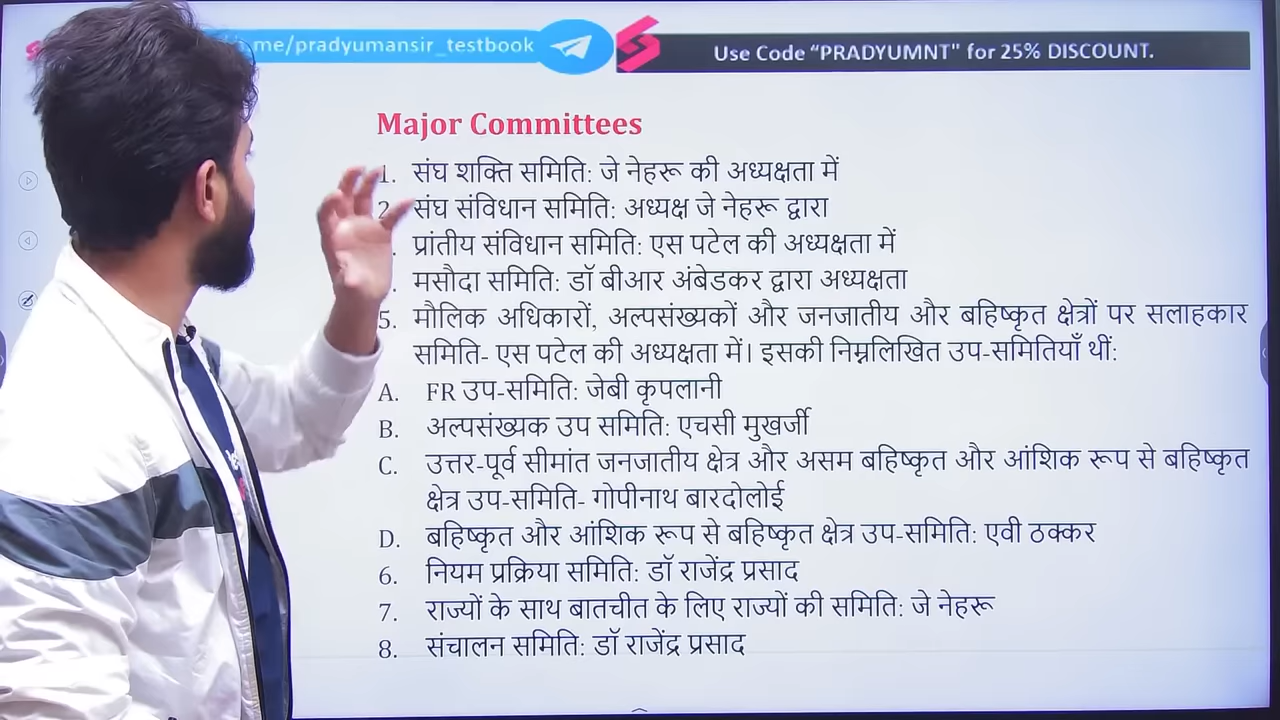 me/pradyumansir_testbook
Use Code “PRADYUMNT" for 25% DISCOUNT.
Major Committees
1. संघ शक्ति समिति: जे नेहरू की अध्यक्षता में
2. संघ संविधान समिति: अध्यक्ष जे नेहरू द्वारा
. प्रांतीय संविधान समिति: एस पटेल की अध्यक्षता में
. मसौदा समिति: डॉ बीआर अंबेडकर द्वारा अध्यक्षता
5. मौलिक अधिकारों, अल्पसंख्यकों और जनजातीय और बहिष्कृत क्षेत्रों पर सलाहकार
समिति- एस पटेल की अध्यक्षता में। इसकी निम्नलिखित उप-समितियाँ थीं:
A. FR उप-समिति: जेबी कृपलानी
B. अल्पसंख्यक उप समिति: एचसी मुखर्जी
C. उत्तर-पूर्व सीमांत जनजातीय क्षेत्र और असम बहिष्कृत और आंशिक रूप से बहिष्कृत
क्षेत्र उप-समिति- गोपीनाथ बारदोलोई
D. बहिष्कृत और आंशिक रूप से बहिष्कृत क्षेत्र उप-समिति: एवी ठक्कर
6. नियम प्रक्रिया समिति: डॉ राजेंद्र प्रसाद
7. राज्यों के साथ बातचीत के लिए राज्यों की समिति: जे नेहरू
8. संचालन समिति: डॉ राजेंद्र प्रसाद